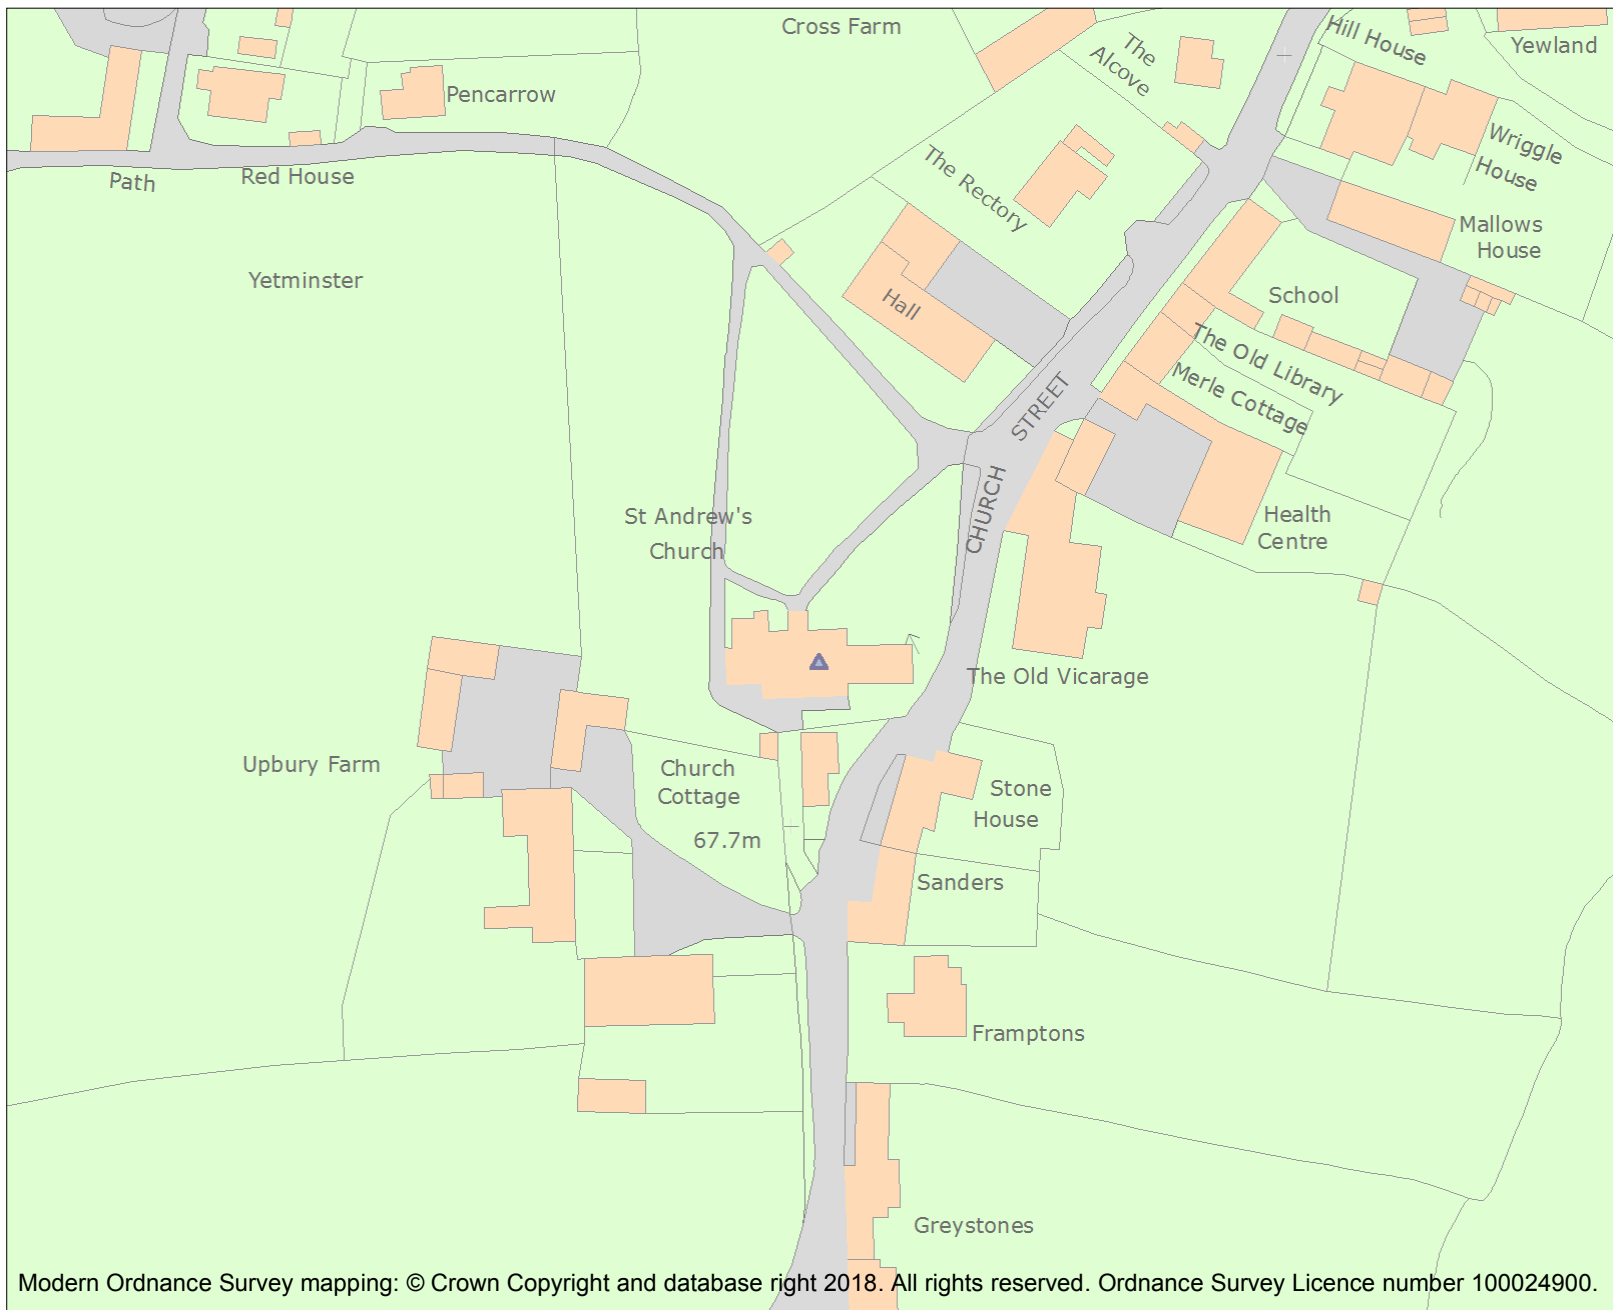 Cross Farm
Hill House
Yewland
The
Alcove
Pencarrow
Wriggle
House
The Rectory
Path
Red House
Mallows
House
Yetminster
Hall
School
The Old Library
Merle Cottage
CHURCH STREET
St Andrew's
Church
Health
Centre
The Old Vicarage
Upbury Farm
Church
Cottage
67.7m
Stone
House
Sanders
Framptons
Greystones
Modern Ordnance Survey mapping: © Crown Copyright and database right 2018. All rights reserved. Ordnance Survey Licence number 100024900.